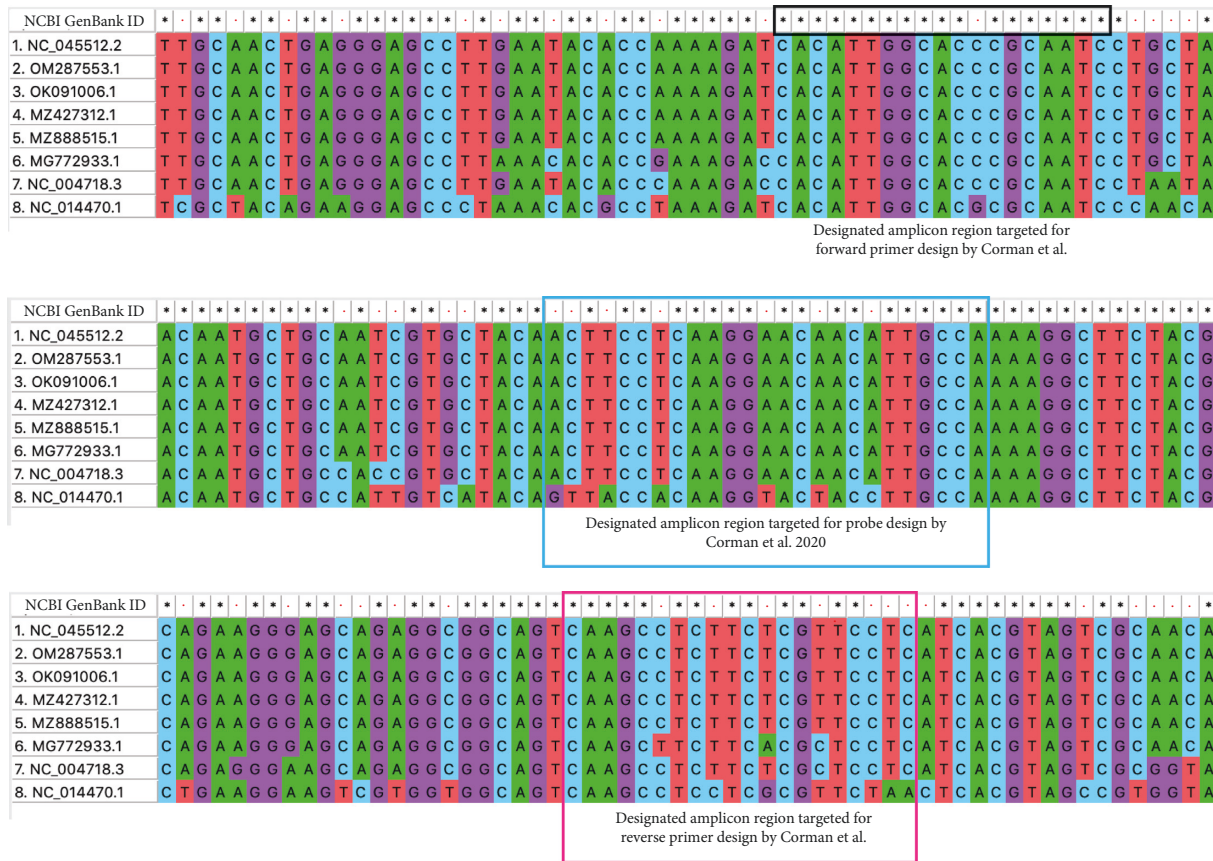 NCBI GenBank ID * . * * . * * . * * . * * * * * * . * . * * . * * . * * . * * * * * . * * * * * * * * * * * . * * * * * * * * . . . . *
1. NC_045512.2 T T G C A A C T G A G G G A G C C T T G A A T A C A C C A A A A G A T C A C A T T G G C A C C C G C A A T C C T G C T A
2. OM287553.1 T T G C A A C T G A G G G A G C C T T G A A T A C A C C A A A A G A T C A C A T T G G C A C C C G C A A T C C T G C T A
3. OK091006.1 T T G C A A C T G A G G G A G C C T T G A A T A C A C C A A A A G A T C A C A T T G G C A C C C G C A A T C C T G C T A
4. MZ427312.1 T T G C A A C T G A G G G A G C C T T G A A T A C A C C A A A A G A T C A C A T T G G C A C C C G C A A T C C T G C T A
5. MZ888515.1 T T G C A A C T G A G G G A G C C T T G A A T A C A C C A A A A G A T C A C A T T G G C A C C C G C A A T C C T G C T A
6. MG772933.1 T T G C A A C T G A G G G A G C C T T A A A C A C A C C G A A A G A C C A C A T T G G C A C C C G C A A T C C T G C T A
7. NC_004718.3 T T G C A A C T G A G G G A G C C T T G A A T A C A C C C A A A G A C C A C A T T G G C A C C C G C A A T C C T A A T A
8. NC_014470.1 T C G C T A C A G A A G G A G C C C T A A A C A C G C C T A A A G A T C A C A T T G G C A C G C G C A A T C C C A A C A
Designated amplicon region targeted for
forward primer design by Corman et al.
NCBI GenBank ID * * * * * * * * * * . * . . * * . . * * * * . . * . * * . * * * * * . * * . * * . * * * * * * * * * * * * * * * * * * *
1. NC_045512.2 A C A A T G C T G C A A T C G T G C T A C A A C T T C C T C A A G G A A C A A C A T T G C C A A A A G G C T T C T A C G
2. OM287553.1 A C A A T G C T G C A A T C G T G C T A C A A C T T C C T C A A G G A A C A A C A T T G C C A A A A G G C T T C T A C G
3. OK091006.1 A C A A T G C T G C A A T C G T G C T A C A A C T T C C T C A A G G A A C A A C A T T G C C A A A A G G C T T C T A C G
4. MZ427312.1 A C A A T G C T G C A A T C G T G C T A C A A C T T C C T C A A G G A A C A A C A T T G C C A A A A G G C T T C T A C G
5. MZ888515.1 A C A A T G C T G C A A T C G T G C T A C A A C T T C C T C A A G G A A C A A C A T T G C C A A A A G G C T T C T A C G
6. MG772933.1 A C A A T G C T G C A A T C G T G C T A C A A C T T C C T C A A G G A A C A A C A T T G C C A A A A G G C T T C T A C G
7. NC_004718.3 A C A A T G C T G C C A C C G T G C T A C A A C T T C C T C A A G G A A C A A C A T T G C C A A A A G G C T T C T A C G
8. NC_014470.1 A C A A T G C T G C C A T T G T C A T A C A G T T A C C A C A A G G T A C T A C C T T G C C A A A A G G C T T C T A C G
Designated amplicon region targeted for probe design by
Corman et al. 2020
NCBI GenBank ID * . * * . * * . * * . . * . * * . * * * * * * * * * * * . * * . * * . * * . * * . . . . * * * * * * * * . * * . . . . *
1. NC_045512.2 C A G A A G G G A G C A G A G G C G G C A G T C A A G C C T C T T C T C G T T C C T C A T C A C G T A G T C G C A A C A
2. OM287553.1 C A G A A G G G A G C A G A G G C G G C A G T C A A G C C T C T T C T C G T T C C T C A T C A C G T A G T C G C A A C A
3. OK091006.1 C A G A A G G G A G C A G A G G C G G C A G T C A A G C C T C T T C T C G T T C C T C A T C A C G T A G T C G C A A C A
4. MZ427312.1 C A G A A G G G A G C A G A G G C G G C A G T C A A G C C T C T T C T C G T T C C T C A T C A C G T A G T C G C A A C A
5. MZ888515.1 C A G A A G G G A G C A G A G G C G G C A G T C A A G C C T C T T C T C G T T C C T C A T C A C G T A G T C G C A A C A
6. MG772933.1 C A G A A G G G A G C A G A G G C G G C A G T C A A G C T T C T T C A C G C T C C T C A T C A C G T A G T C G C A A C A
7. NC_004718.3 C A G A G G G A A G C A G A G G C G G C A G T C A A G C C T C T T C T C G C T C C T C A T C A C G T A G T C G C G G T A
8. NC_014470.1 C T G A A G G A A G T C G T G G T G G C A G T C A A G C C T C C T C G C G T T C T A A C T C A C G T A G C C G T G G T A
Designated amplicon region targeted for
reverse primer design by Corman et al.